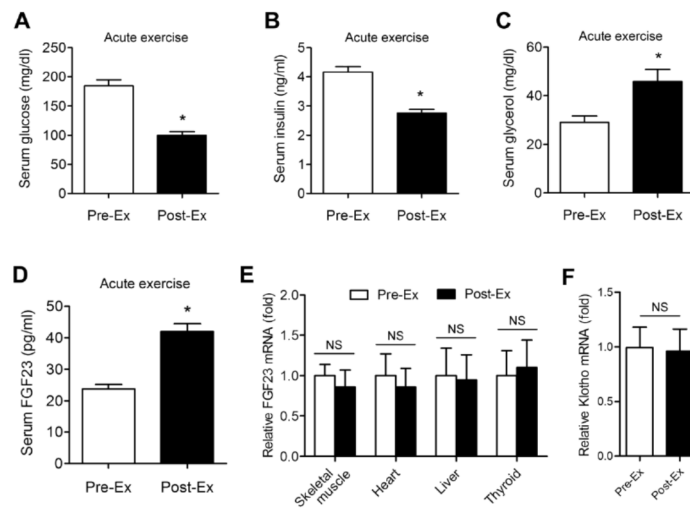 A
Acute exercise
Serum glucose (mg/dl)
250
200
150
100
50
0
*
Pre-Ex Post-Ex
B
Acute exercise
Serum insulin (ng/ml)
5
4
3
2
1
0
*
Pre-Ex Post-Ex
C
Acute exercise
Serum glycerol (mg/dl)
60
40
20
0
*
Pre-Ex Post-Ex
D
Acute exercise
Serum FGF23 (pg/ml)
50
40
30
20
10
0
*
Pre-Ex Post-Ex
E
Pre-Ex Post-Ex
Relative FGF23 mRNA (fold)
2.0
1.5
1.0
0.5
0.0
NS NS NS NS
Skeletal
muscle
Heart
Liver
Thyroid
F
Relative Klotho mRNA (fold)
1.5
1.0
0.5
0.0
NS
Pre-Ex
Post-Ex